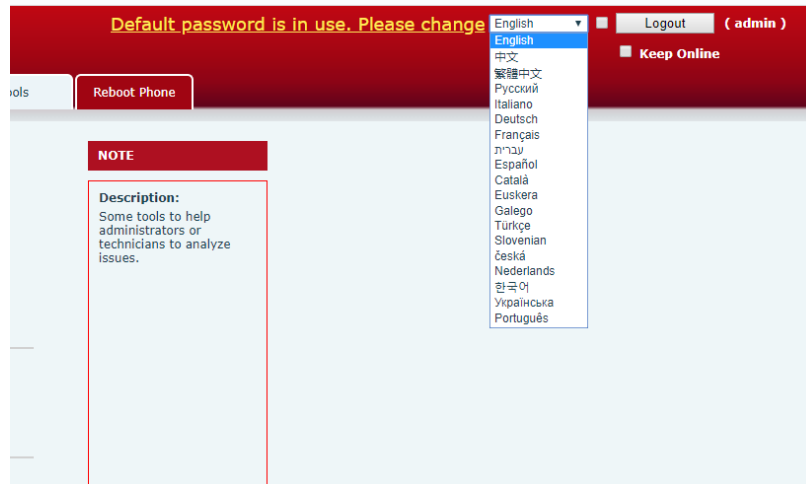 Default password is in use. Please change
English
Logout
( admin )
Keep Online
English
中文
繁體中文
Русский
Italiano
Deutsch
Français
עברית
Español
Català
Euskera
Galego
Türkçe
Slovenian
česká
Nederlands
한국어
Українська
Português
ools
Reboot Phone
NOTE
Description:
Some tools to help
administrators or
technicians to analyze
issues.